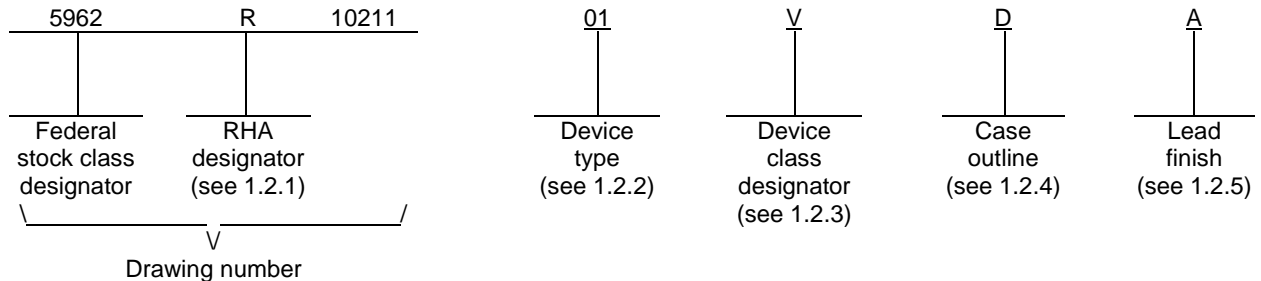 5962 R 10211 01 V D A
Federal RHA Device Device Case Lead
stock class designator type class outline finish
designator (see 1.2.1) (see 1.2.2) designator (see 1.2.4) (see 1.2.5)
(see 1.2.3)
Drawing number